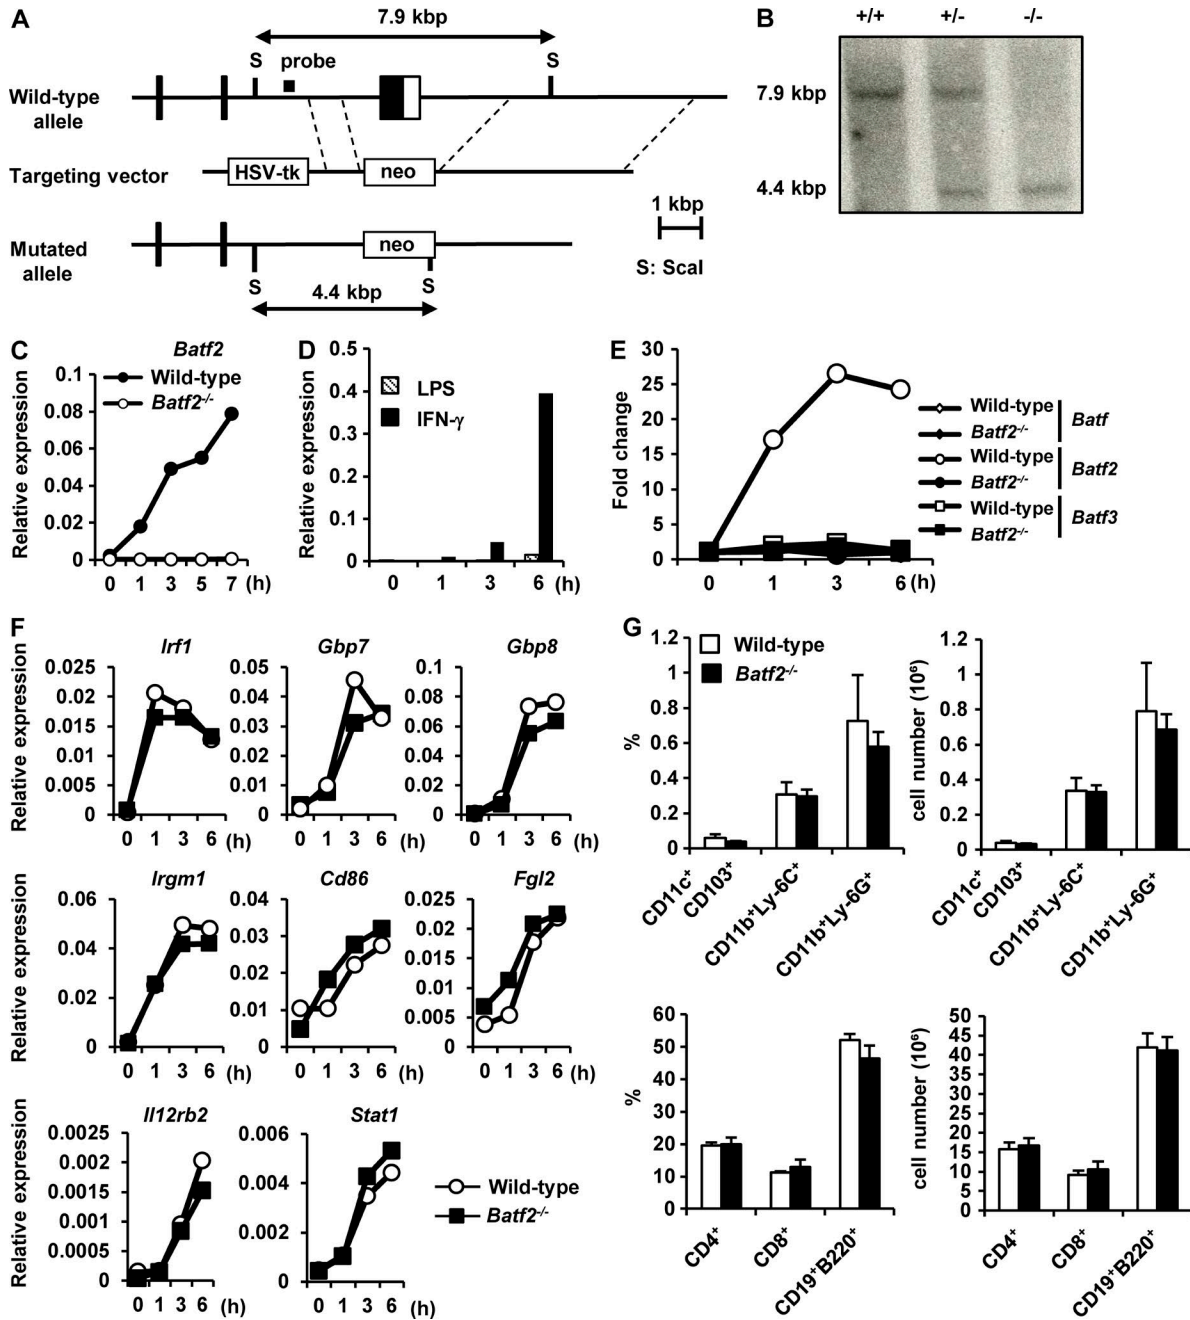 A
7.9 kbp
S
probe
S
Wild-type
allele
Targeting vector
HSV-tk
neo
1 kbp
Mutated
allele
neo
S
S
S: ScaI
4.4 kbp
B
+/+ +/- -/-
7.9 kbp
4.4 kbp
C
Batf2
Wild-type
Batf2-/-
Relative expression
0.1
0.08
0.06
0.04
0.02
0
0 1 3 5 7 (h)
D
LPS
IFN-γ
Relative expression
0.5
0.4
0.3
0.2
0.1
0
0 1 3 6 (h)
E
Fold change
30
25
20
15
10
5
0
0 1 3 6 (h)
Wild-type
Batf2-/-
Batf
Wild-type
Batf2-/-
Batf2
Wild-type
Batf2-/-
Batf3
F
Irf1
Relative expression
0.025
0.02
0.015
0.01
0.005
0
0 1 3 6
Gbp7
0.05
0.04
0.03
0.02
0.01
0
0 1 3 6
Gbp8
0.1
0.08
0.06
0.04
0.02
0
0 1 3 6 (h)
Irgm1
Relative expression
0.06
0.04
0.02
0
0 1 3 6 (h)
Cd86
0.04
0.03
0.02
0.01
0
0 1 3 6 (h)
Fgl2
0.025
0.02
0.015
0.01
0.005
0
0 1 3 6 (h)
Il12rb2
Relative expression
0.0025
0.002
0.0015
0.001
0.0005
0
0 1 3 6 (h)
Stat1
0.006
0.004
0.002
0
0 1 3 6 (h)
Wild-type
Batf2-/-
G
Wild-type
Batf2-/-
%
1.2
1
0.8
0.6
0.4
0.2
0
CD11c+
CD103+
CD11b+Ly-6C+
CD11b+Ly-6G+
cell number (10⁶)
1.2
1
0.8
0.6
0.4
0.2
0
CD11c+
CD103+
CD11b+Ly-6C+
CD11b+Ly-6G+
%
60
50
40
30
20
10
0
CD4+
CD8+
CD19+B220+
cell number (10⁶)
50
45
40
35
30
25
20
15
10
5
0
CD4+
CD8+
CD19+B220+